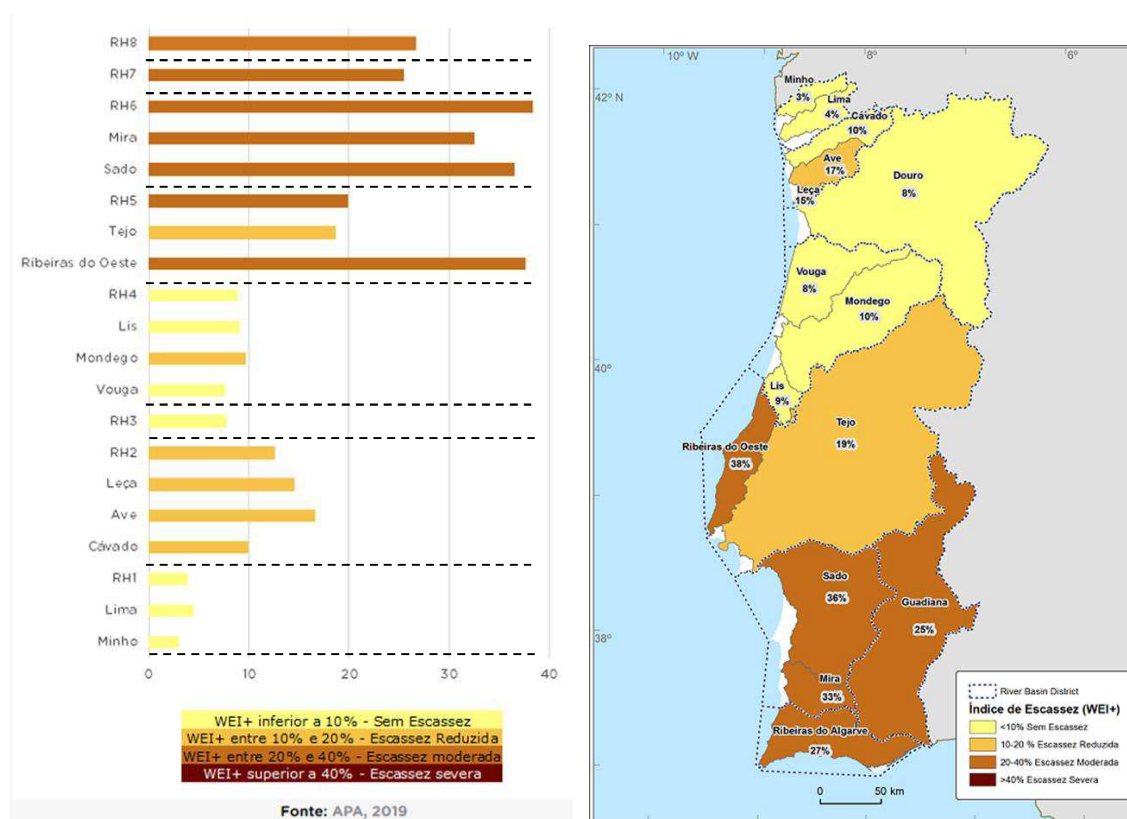 RH8
RH7
RH6
Mira
Sado
RH5
Tejo
Ribeiras do Oeste
RH4
Lis
Mondego
Vouga
RH3
RH2
Leça
Ave
Cávado
RH1
Lima
Minho
0 10 20 30 40
WEI+ inferior a 10% - Sem Escassez
WEI+ entre 10% e 20% - Escassez Reduzida
WEI+ entre 20% e 40% - Escassez moderada
WEI+ superior a 40% - Escassez severa
Fonte: APA, 2019
10° W 8° 6°
42° N
40°
38°
Minho
3%
Lima
4%
Cávado
10%
Ave
17%
Leça
15%
Douro
8%
Vouga
8%
Mondego
10%
Lis
9%
Tejo
19%
Ribeiras do Oeste
38%
Sado
36%
Guadiana
25%
Mira
33%
Ribeiras do Algarve
27%
0 50 km
River Basin District
Índice de Escassez (WEI+)
<10% Sem Escassez
10-20 % Escassez Reduzida
20-40% Escassez Moderada
>40% Escassez Severa